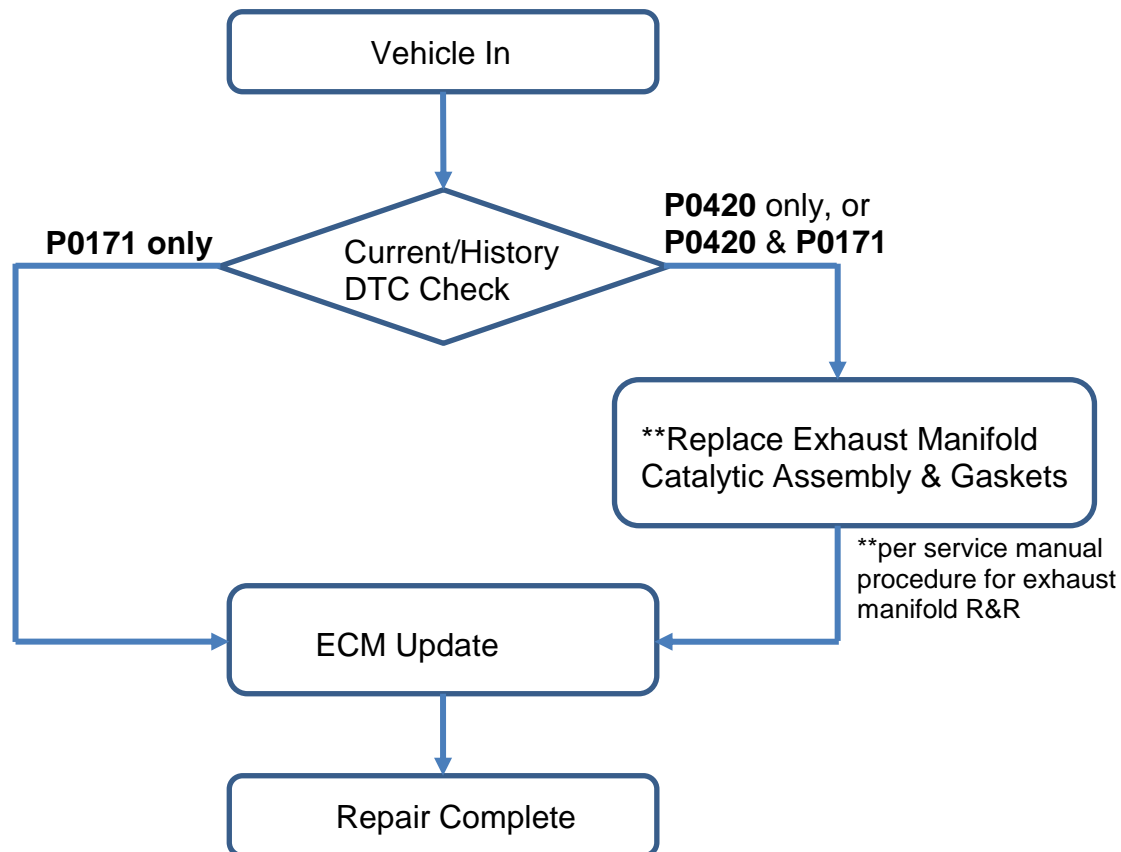 Vehicle In
P0420 only, or
P0420 & P0171
P0171 only
Current/History
DTC Check
**Replace Exhaust Manifold
Catalytic Assembly & Gaskets
**per service manual
procedure for exhaust
manifold R&R
ECM Update
Repair Complete